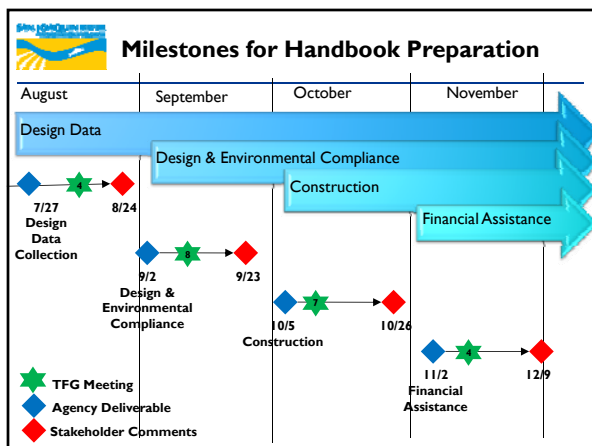 Milestones for Handbook Preparation
August
September
October
November
Design Data
Design & Environmental Compliance
Construction
Financial Assistance
4
7/27
8/24
Design
Data
Collection
8
9/2
9/23
Design &
Environmental
Compliance
7
10/5
10/26
Construction
4
11/2
12/9
Financial
Assistance
TFG Meeting
Agency Deliverable
Stakeholder Comments